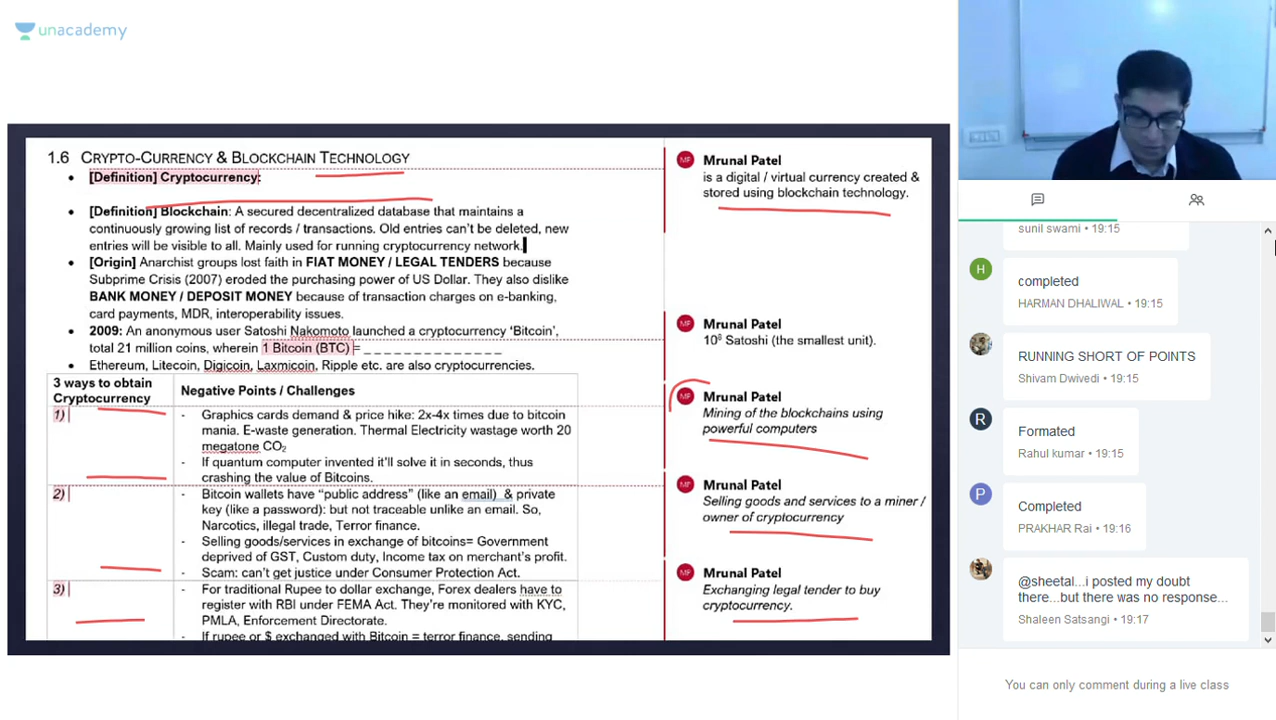 unacademy
1.6 CRYPTO-CURRENCY & BLOCKCHAIN TECHNOLOGY
• [Definition] Cryptocurrency:
• [Definition] Blockchain: A secured decentralized database that maintains a
continuously growing list of records / transactions. Old entries can't be deleted, new
entries will be visible to all. Mainly used for running cryptocurrency network.
• [Origin] Anarchist groups lost faith in FIAT MONEY / LEGAL TENDERS because
Subprime Crisis (2007) eroded the purchasing power of US Dollar. They also dislike
BANK MONEY / DEPOSIT MONEY because of transaction charges on e-banking,
card payments, MDR, interoperability issues.
• 2009: An anonymous user Satoshi Nakomoto launched a cryptocurrency 'Bitcoin',
total 21 million coins, wherein 1 Bitcoin (BTC) = _ _ _ _ _ _ _ _ _ _ _ _ _ _
• Ethereum, Litecoin, Digicoin, Laxmicoin, Ripple etc. are also cryptocurrencies.
3 ways to obtain
Cryptocurrency
Negative Points / Challenges
1)
- Graphics cards demand & price hike: 2x-4x times due to bitcoin
mania. E-waste generation. Thermal Electricity wastage worth 20
megatone CO₂
- If quantum computer invented it'll solve it in seconds, thus
crashing the value of Bitcoins.
2)
- Bitcoin wallets have "public address" (like an email) & private
key (like a password): but not traceable unlike an email. So,
Narcotics, illegal trade, Terror finance.
- Selling goods/services in exchange of bitcoins= Government
deprived of GST, Custom duty, Income tax on merchant's profit.
- Scam: can't get justice under Consumer Protection Act.
3)
- For traditional Rupee to dollar exchange, Forex dealers have to
register with RBI under FEMA Act. They're monitored with KYC,
PMLA, Enforcement Directorate.
- If rupee or $ exchanged with Bitcoin = terror finance, sending
MP Mrunal Patel
is a digital / virtual currency created &
stored using blockchain technology.
MP Mrunal Patel
10⁸ Satoshi (the smallest unit).
MP Mrunal Patel
Mining of the blockchains using
powerful computers
MP Mrunal Patel
Selling goods and services to a miner /
owner of cryptocurrency
MP Mrunal Patel
Exchanging legal tender to buy
cryptocurrency.
sunil swami • 19:15
H
completed
HARMAN DHALIWAL • 19:15
RUNNING SHORT OF POINTS
Shivam Dwivedi • 19:15
R
Formated
Rahul kumar • 19:15
P
Completed
PRAKHAR Rai • 19:16
@sheetal...i posted my doubt
there...but there was no response...
Shaleen Satsangi • 19:17
You can only comment during a live class